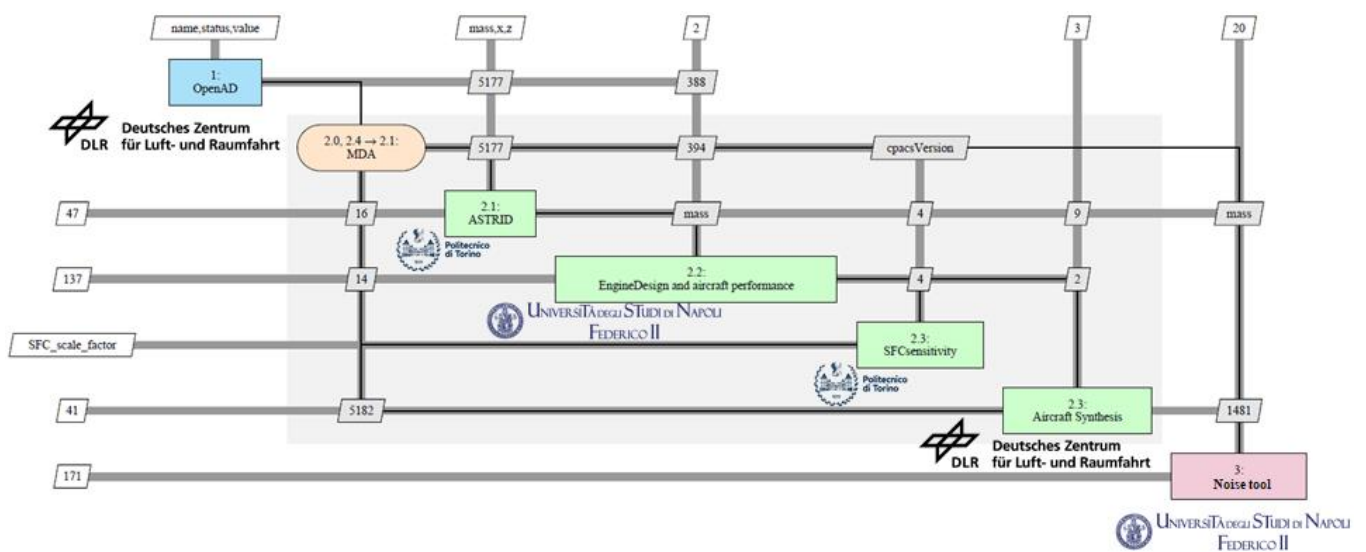 name,status,value
mass,x,z
2
3
20
1:
OpenAD
5177
388
DLR
Deutsches Zentrum
für Luft- und Raumfahrt
2.0, 2.4 → 2.1:
MDA
5177
394
cpacsVersion
47
16
2.1:
ASTRID
mass
4
9
mass
Politecnico
di Torino
137
14
2.2:
EngineDesign and aircraft performance
4
2
UNIVERSITÀ DEGLI STUDI DI NAPOLI
FEDERICO II
SFC_scale_factor
2.3:
SFCsensitivity
Politecnico
di Torino
41
5182
2.3:
Aircraft Synthesis
1481
DLR
Deutsches Zentrum
für Luft- und Raumfahrt
171
3:
Noise tool
UNIVERSITÀ DEGLI STUDI DI NAPOLI
FEDERICO II